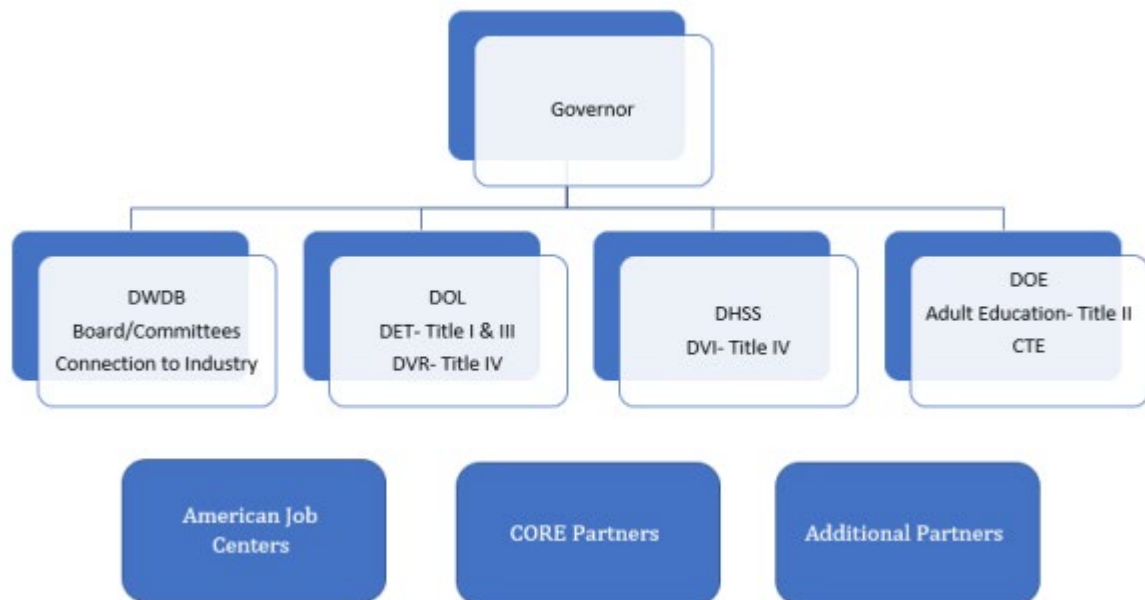 Governor
DWDB
Board/Committees
Connection to Industry
DOL
DET- Title I & III
DVR- Title IV
DHSS
DVI- Title IV
DOE
Adult Education- Title II
CTE
American Job
Centers
CORE Partners
Additional Partners